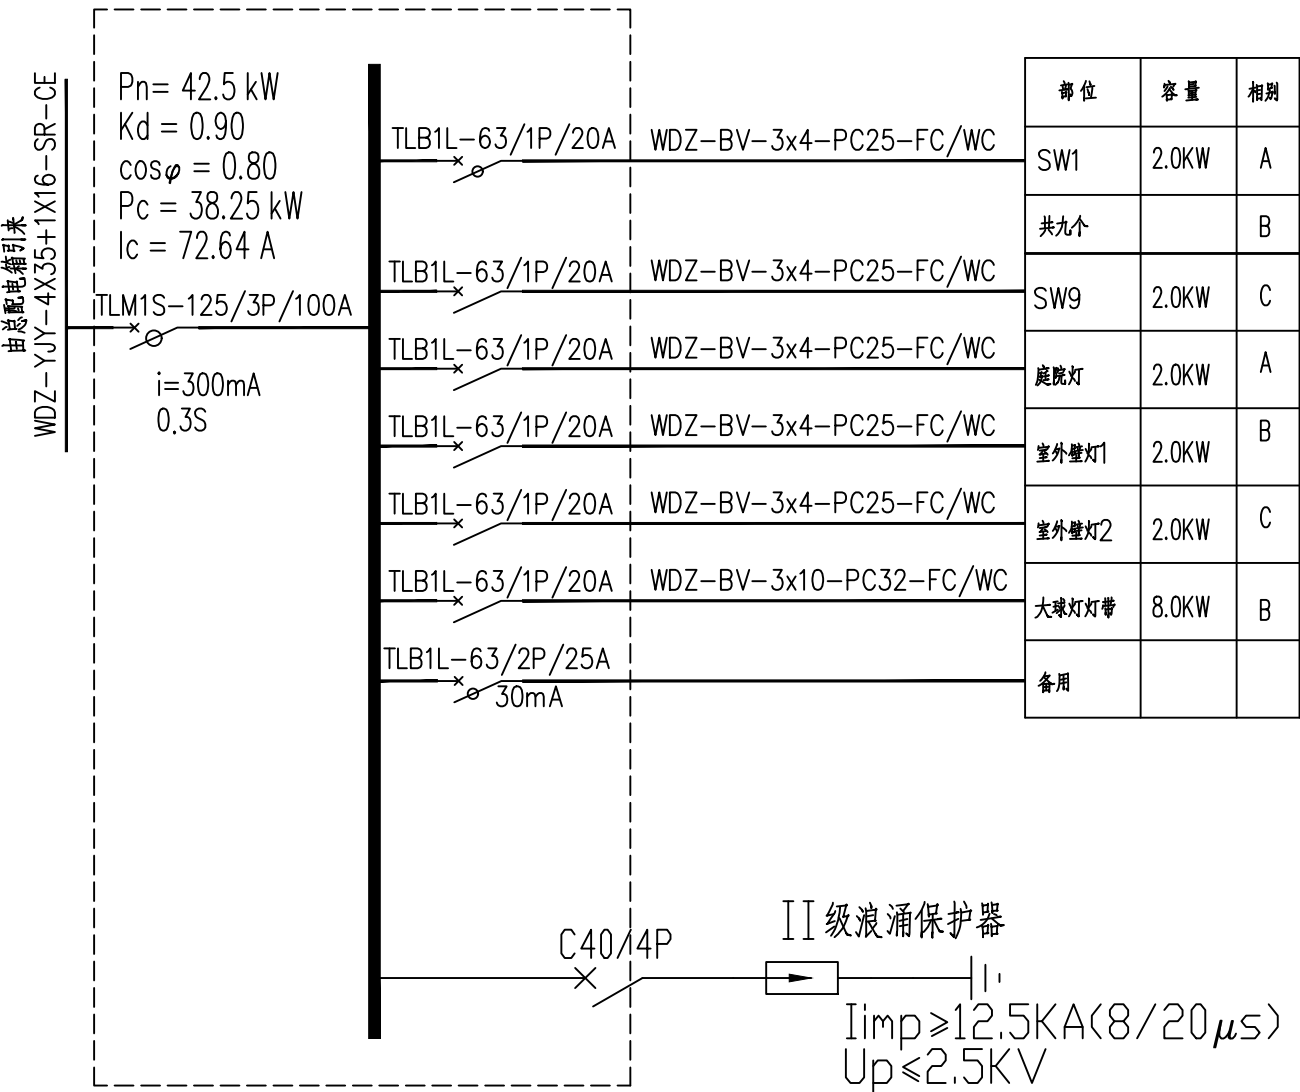 由总配电箱引来
WDZ-YJY-4X35+1X16-SR-CE
Pn= 42.5 kW
Kd = 0.90
cosφ = 0.80
Pc = 38.25 kW
Ic = 72.64 A
TLM1S-125/3P/100A
i=300mA
0.3S
部位 容量 相别
TLB1L-63/1P/20A WDZ-BV-3x4-PC25-FC/WC SW1 2.0KW A
共九个 B
TLB1L-63/1P/20A WDZ-BV-3x4-PC25-FC/WC SW9 2.0KW C
TLB1L-63/1P/20A WDZ-BV-3x4-PC25-FC/WC 庭院灯 2.0KW A
TLB1L-63/1P/20A WDZ-BV-3x4-PC25-FC/WC 室外壁灯1 2.0KW B
TLB1L-63/1P/20A WDZ-BV-3x4-PC25-FC/WC 室外壁灯2 2.0KW C
TLB1L-63/1P/20A WDZ-BV-3x10-PC32-FC/WC 大球灯灯带 8.0KW B
TLB1L-63/2P/25A 备用
30mA
C40/4P II级浪涌保护器
Iimp≥12.5KA(8/20μs)
Up≤2.5KV